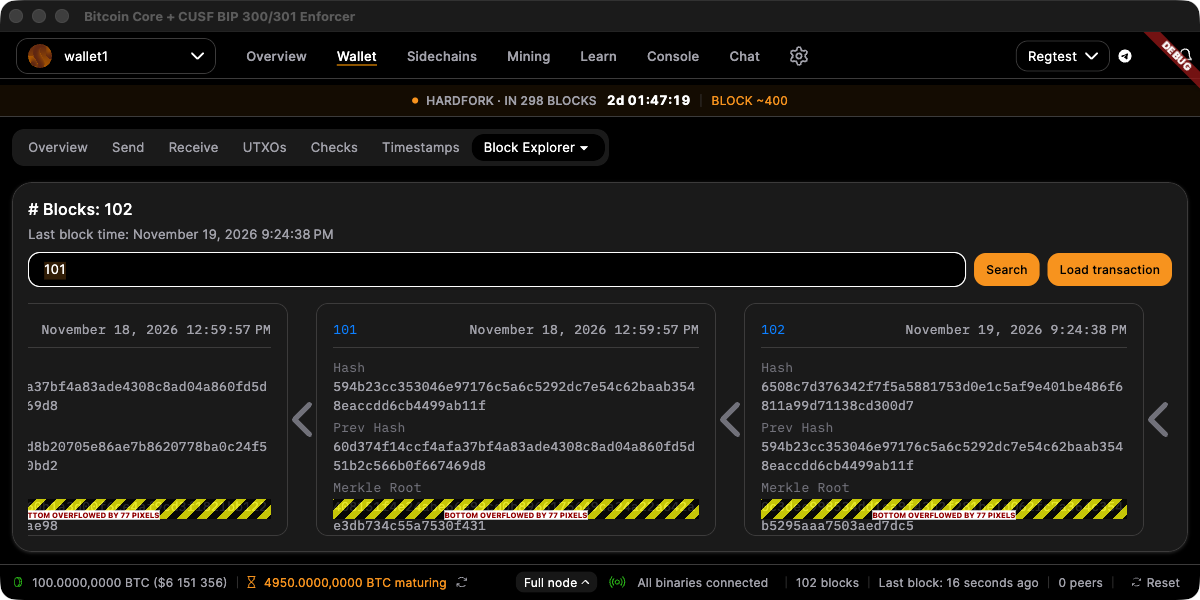 Bitcoin Core + CUSF BIP 300/301 Enforcer
wallet1
Overview
Wallet
Sidechains
Mining
Learn
Console
Chat
Regtest
DEBUG
HARDFORK · IN 298 BLOCKS 2d 01:47:19 BLOCK ~400
Overview
Send
Receive
UTXOs
Checks
Timestamps
Block Explorer
# Blocks: 102
Last block time: November 19, 2026 9:24:38 PM
101
Search
Load transaction
November 18, 2026 12:59:57 PM
a37bf4a83ade4308c8ad04a860fd5d
69d8
d8b20705e86ae7b8620778ba0c24f5
0bd2
TTOM OVERFLOWED BY 77 PIXELS
ae98
101 November 18, 2026 12:59:57 PM
Hash
594b23cc353046e97176c5a6c5292dc7e54c62baab354
8eaccdd6cb4499ab11f
Prev Hash
60d374f14ccf4afa37bf4a83ade4308c8ad04a860fd5d
51b2c566b0f667469d8
Merkle Root
BOTTOM OVERFLOWED BY 77 PIXELS
e3db734c55a7530f431
102 November 19, 2026 9:24:38 PM
Hash
6508c7d376342f7f5a5881753d0e1c5af9e401be486f6
811a99d71138cd300d7
Prev Hash
594b23cc353046e97176c5a6c5292dc7e54c62baab354
8eaccdd6cb4499ab11f
Merkle Root
BOTTOM OVERFLOWED BY 77 PIXELS
b5295aaa7503aed7dc5
100.0000,0000 BTC ($6 151 356)
4950.0000,0000 BTC maturing
Full node
All binaries connected
102 blocks
Last block: 16 seconds ago
0 peers
Reset